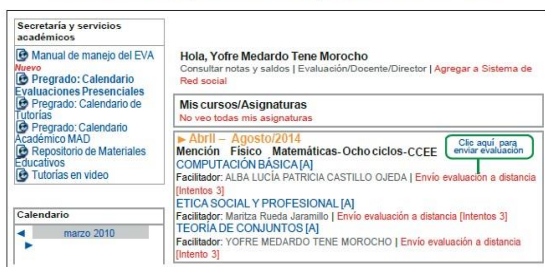 Secretaría y servicios
académicos
Manual de manejo del EVA
Nuevo
Pregrado: Calendario
Evaluaciones Presenciales
Pregrado: Calendario de
Tutorías
Pregrado: Calendario
Académico MAD
Repositorio de Materiales
Educativos
Tutorías en video
Calendario
marzo 2010
Hola, Yofre Medardo Tene Morocho
Consultar notas y saldos | Evaluación/Docente/Director | Agregar a Sistema de
Red social
Mis cursos/Asignaturas
No veo todas mis asignaturas
Abril – Agosto/2014
Mención Físico Matemáticas-Ocho ciclos-CCEE
Clic aquí para
enviar evaluación
COMPUTACIÓN BÁSICA [A]
Facilitador: ALBA LUCÍA PATRICIA CASTILLO OJEDA | Envío evaluación a distancia
[Intentos 3]
ETICA SOCIAL Y PROFESIONAL [A]
Facilitador: Maritza Rueda Jaramillo | Envío evaluación a distancia
[Intentos 3]
TEORÍA DE CONJUNTOS [A]
Facilitador: YOFRE MEDARDO TENE MOROCHO | Envío evaluación a distancia
[Intento 3]